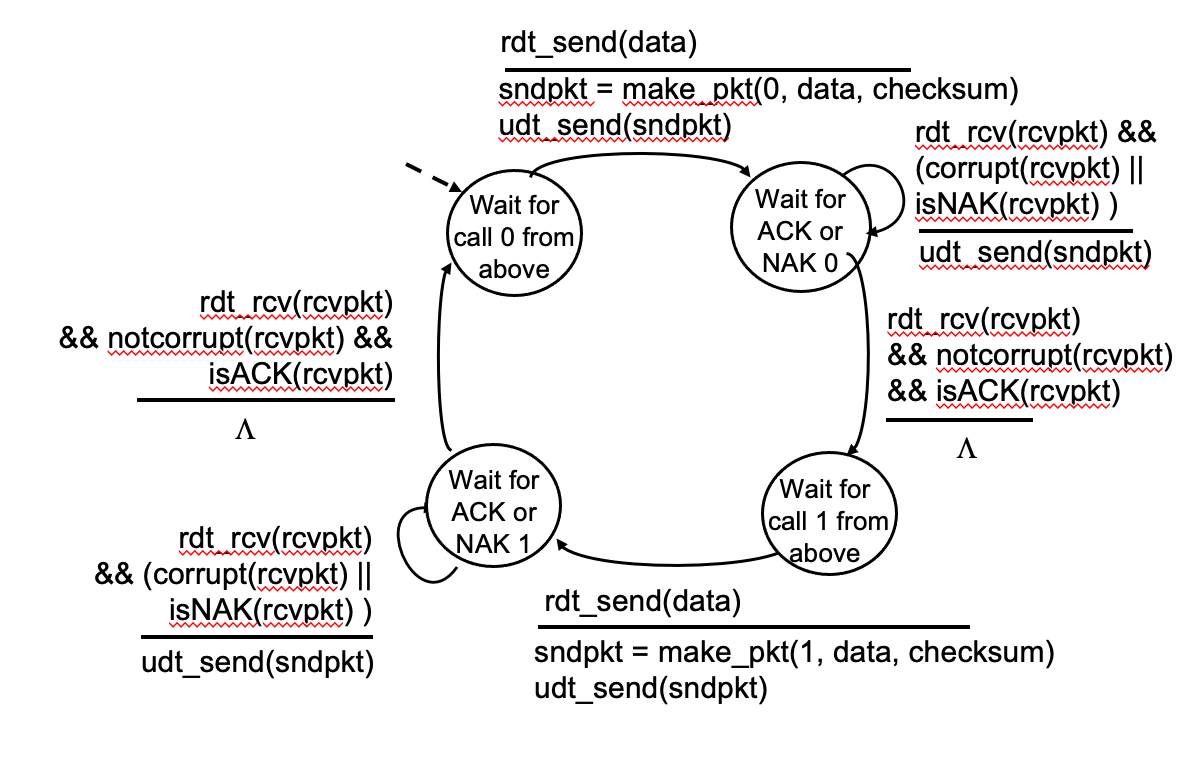 rdt_send(data)
sndpkt = make_pkt(0, data, checksum)
udt_send(sndpkt)
rdt_rcv(rcvpkt) &&
(corrupt(rcvpkt) ||
isNAK(rcvpkt) )
udt_send(sndpkt)
Wait for
call 0 from
above
Wait for
ACK or
NAK 0
rdt_rcv(rcvpkt)
&& notcorrupt(rcvpkt) &&
isACK(rcvpkt)
Λ
rdt_rcv(rcvpkt)
&& notcorrupt(rcvpkt)
&& isACK(rcvpkt)
Λ
Wait for
ACK or
NAK 1
Wait for
call 1 from
above
rdt_rcv(rcvpkt)
&& (corrupt(rcvpkt) ||
isNAK(rcvpkt) )
udt_send(sndpkt)
rdt_send(data)
sndpkt = make_pkt(1, data, checksum)
udt_send(sndpkt)